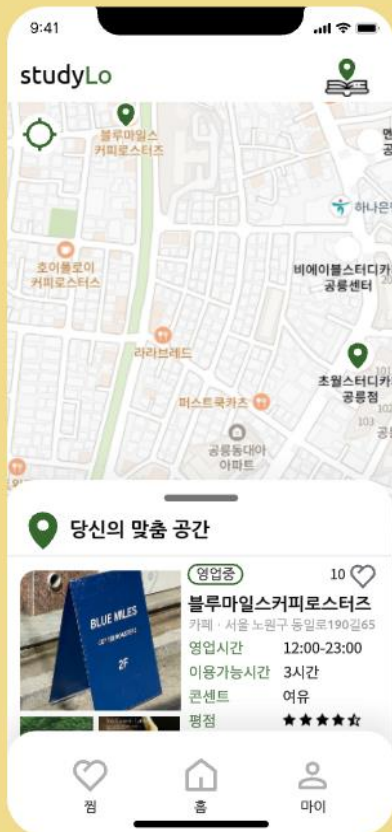 9:41
studyLo
블루마일스
커피로스터즈
하나은
호이폴로이
커피로스터스
비에이블스터디카
공릉센터
라라브레드
초월스터디카
공릉점
101
102
103
퍼스트쿡카츠
공릉동대아
아파트
당신의 맞춤 공간
영업중
10
블루마일스커피로스터즈
카페 · 서울 노원구 동일로190길65
영업시간 12:00-23:00
이용가능시간 3시간
콘센트 여유
평점
BLUE MILES
2F
찜
홈
마이